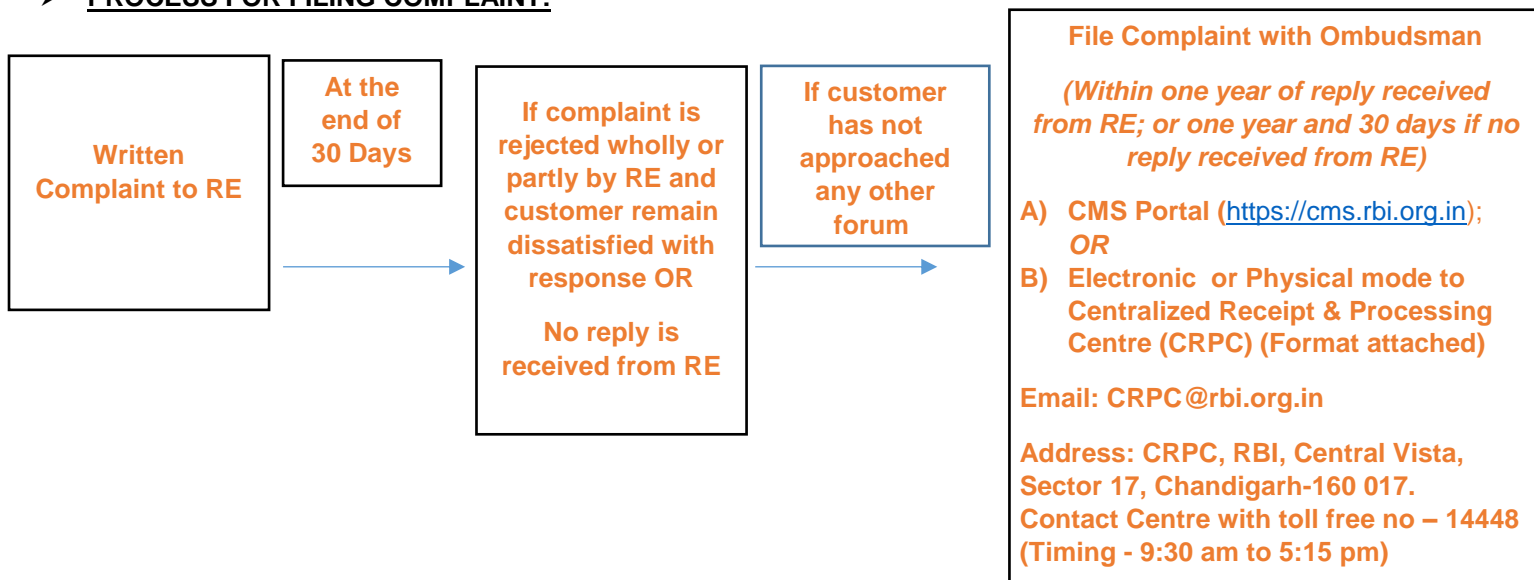 ➢ PROCESS FOR FILING COMPLAINT:
Written
Complaint to RE
At the
end of
30 Days
If complaint is
rejected wholly or
partly by RE and
customer remain
dissatisfied with
response OR
No reply is
received from RE
If customer
has not
approached
any other
forum
File Complaint with Ombudsman
(Within one year of reply received
from RE; or one year and 30 days if no
reply received from RE)
A) CMS Portal (https://cms.rbi.org.in);
OR
B) Electronic or Physical mode to
Centralized Receipt & Processing
Centre (CRPC) (Format attached)
Email: CRPC@rbi.org.in
Address: CRPC, RBI, Central Vista,
Sector 17, Chandigarh-160 017.
Contact Centre with toll free no – 14448
(Timing - 9:30 am to 5:15 pm)